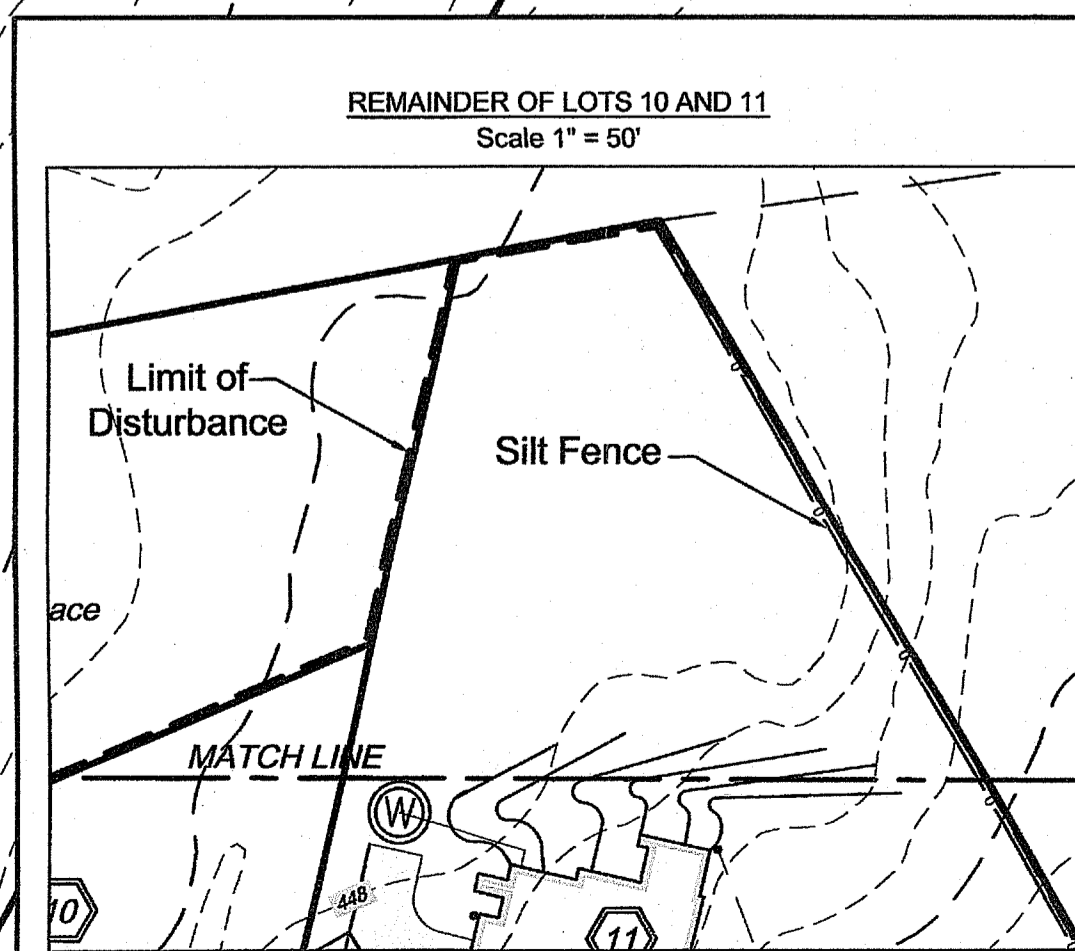 REMAINDER OF LOTS 10 AND 11
Scale 1" = 50'
Limit of
Disturbance
Silt Fence
ace
MATCH LINE
W
448
10
11